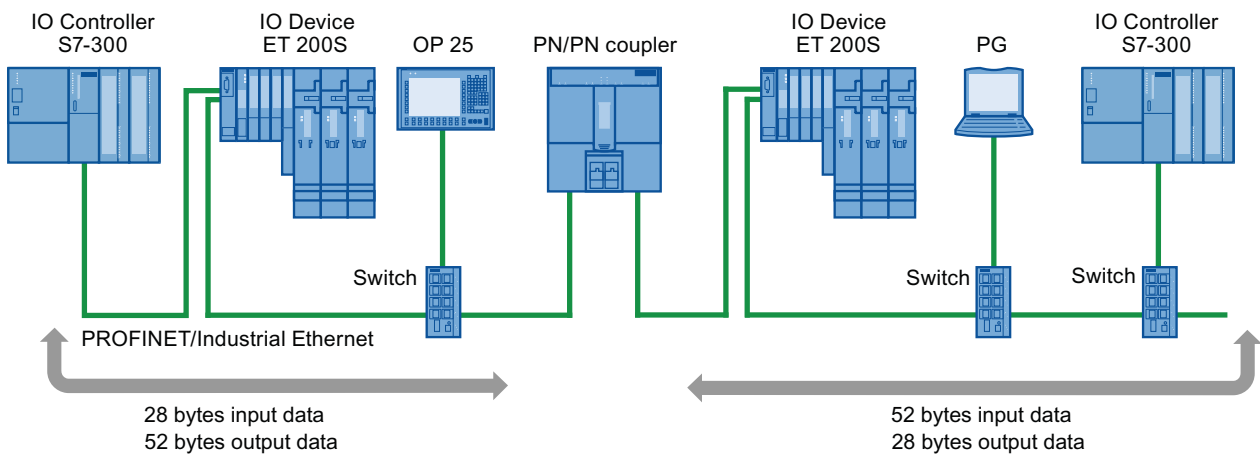 IO Controller
S7-300
IO Device
ET 200S
OP 25
PN/PN coupler
IO Device
ET 200S
PG
IO Controller
S7-300
Switch
Switch
Switch
PROFINET/Industrial Ethernet
28 bytes input data
52 bytes output data
52 bytes input data
28 bytes output data